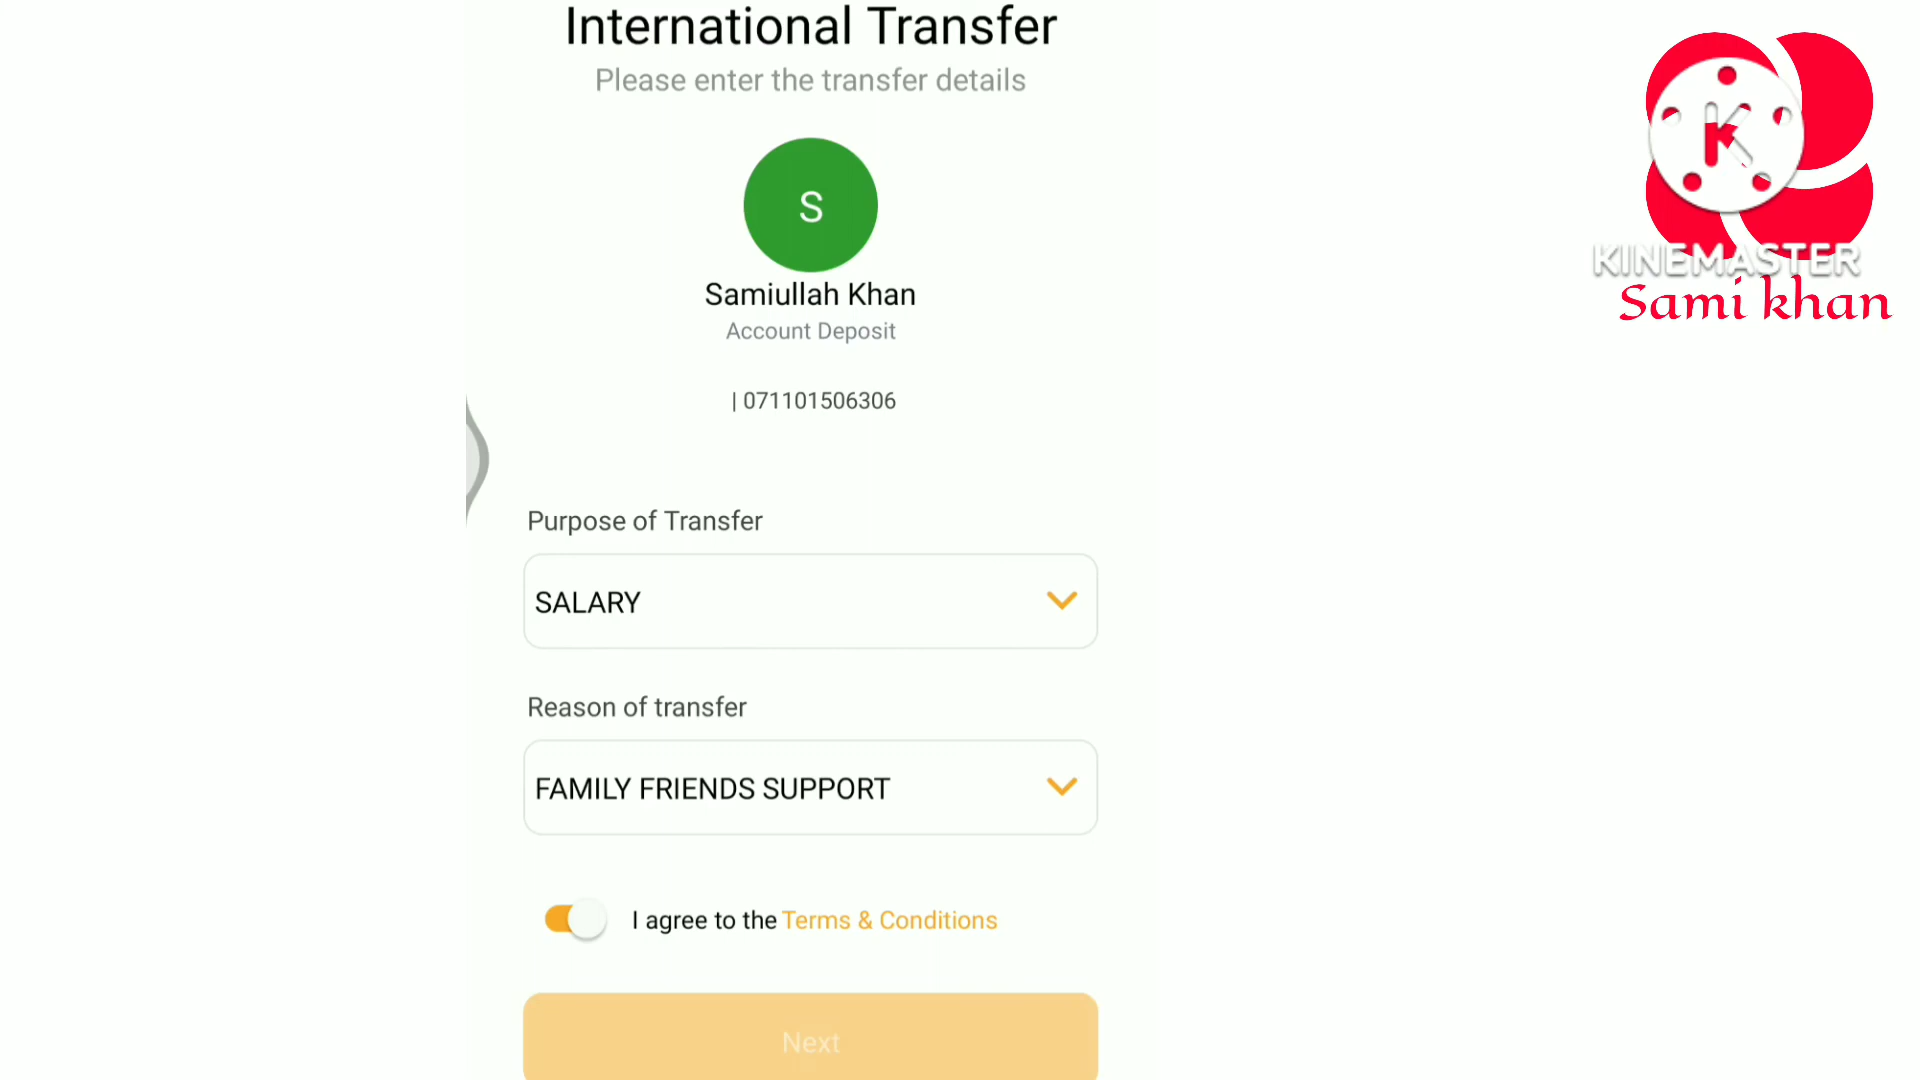 International Transfer
Please enter the transfer details
S
Samiullah Khan
Account Deposit
| 071101506306
Purpose of Transfer
SALARY
Reason of transfer
FAMILY FRIENDS SUPPORT
I agree to the Terms & Conditions
Next
K
KINEMASTER
Sami khan